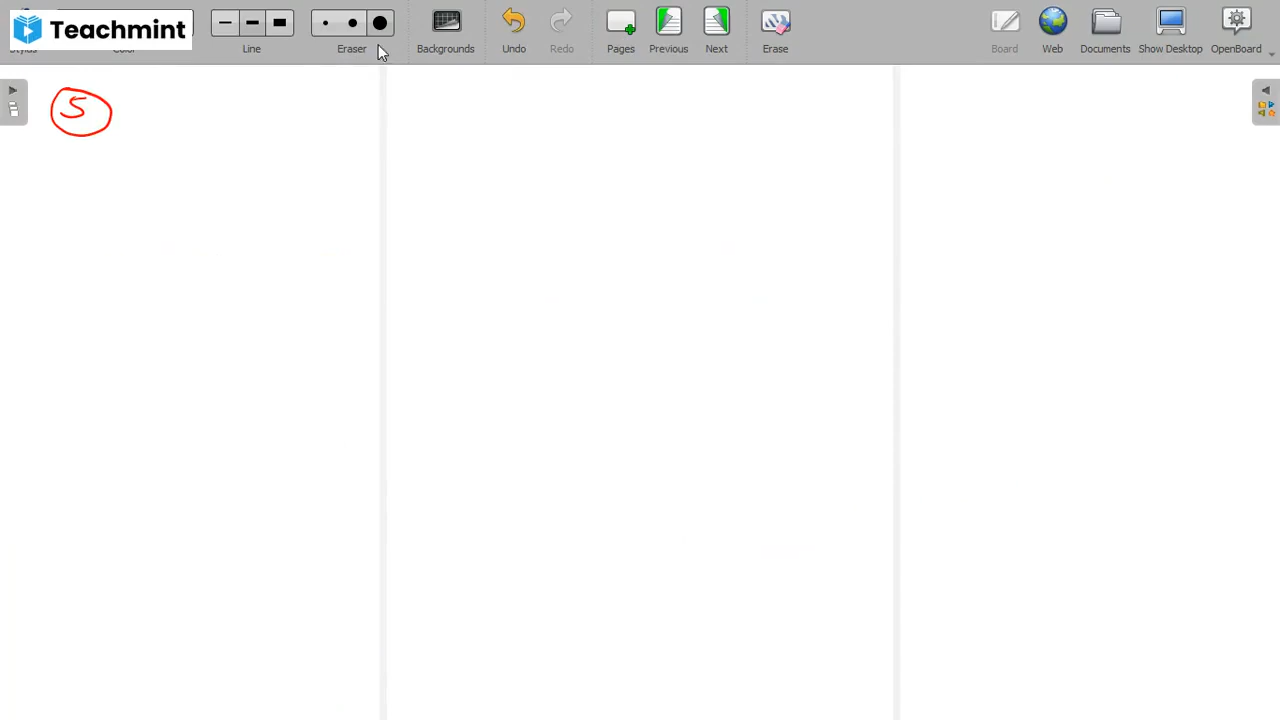 Teachmint
Line
Eraser
Backgrounds
Undo
Redo
Pages
Previous
Next
Erase
Board
Web
Documents
Show Desktop
OpenBoard
5